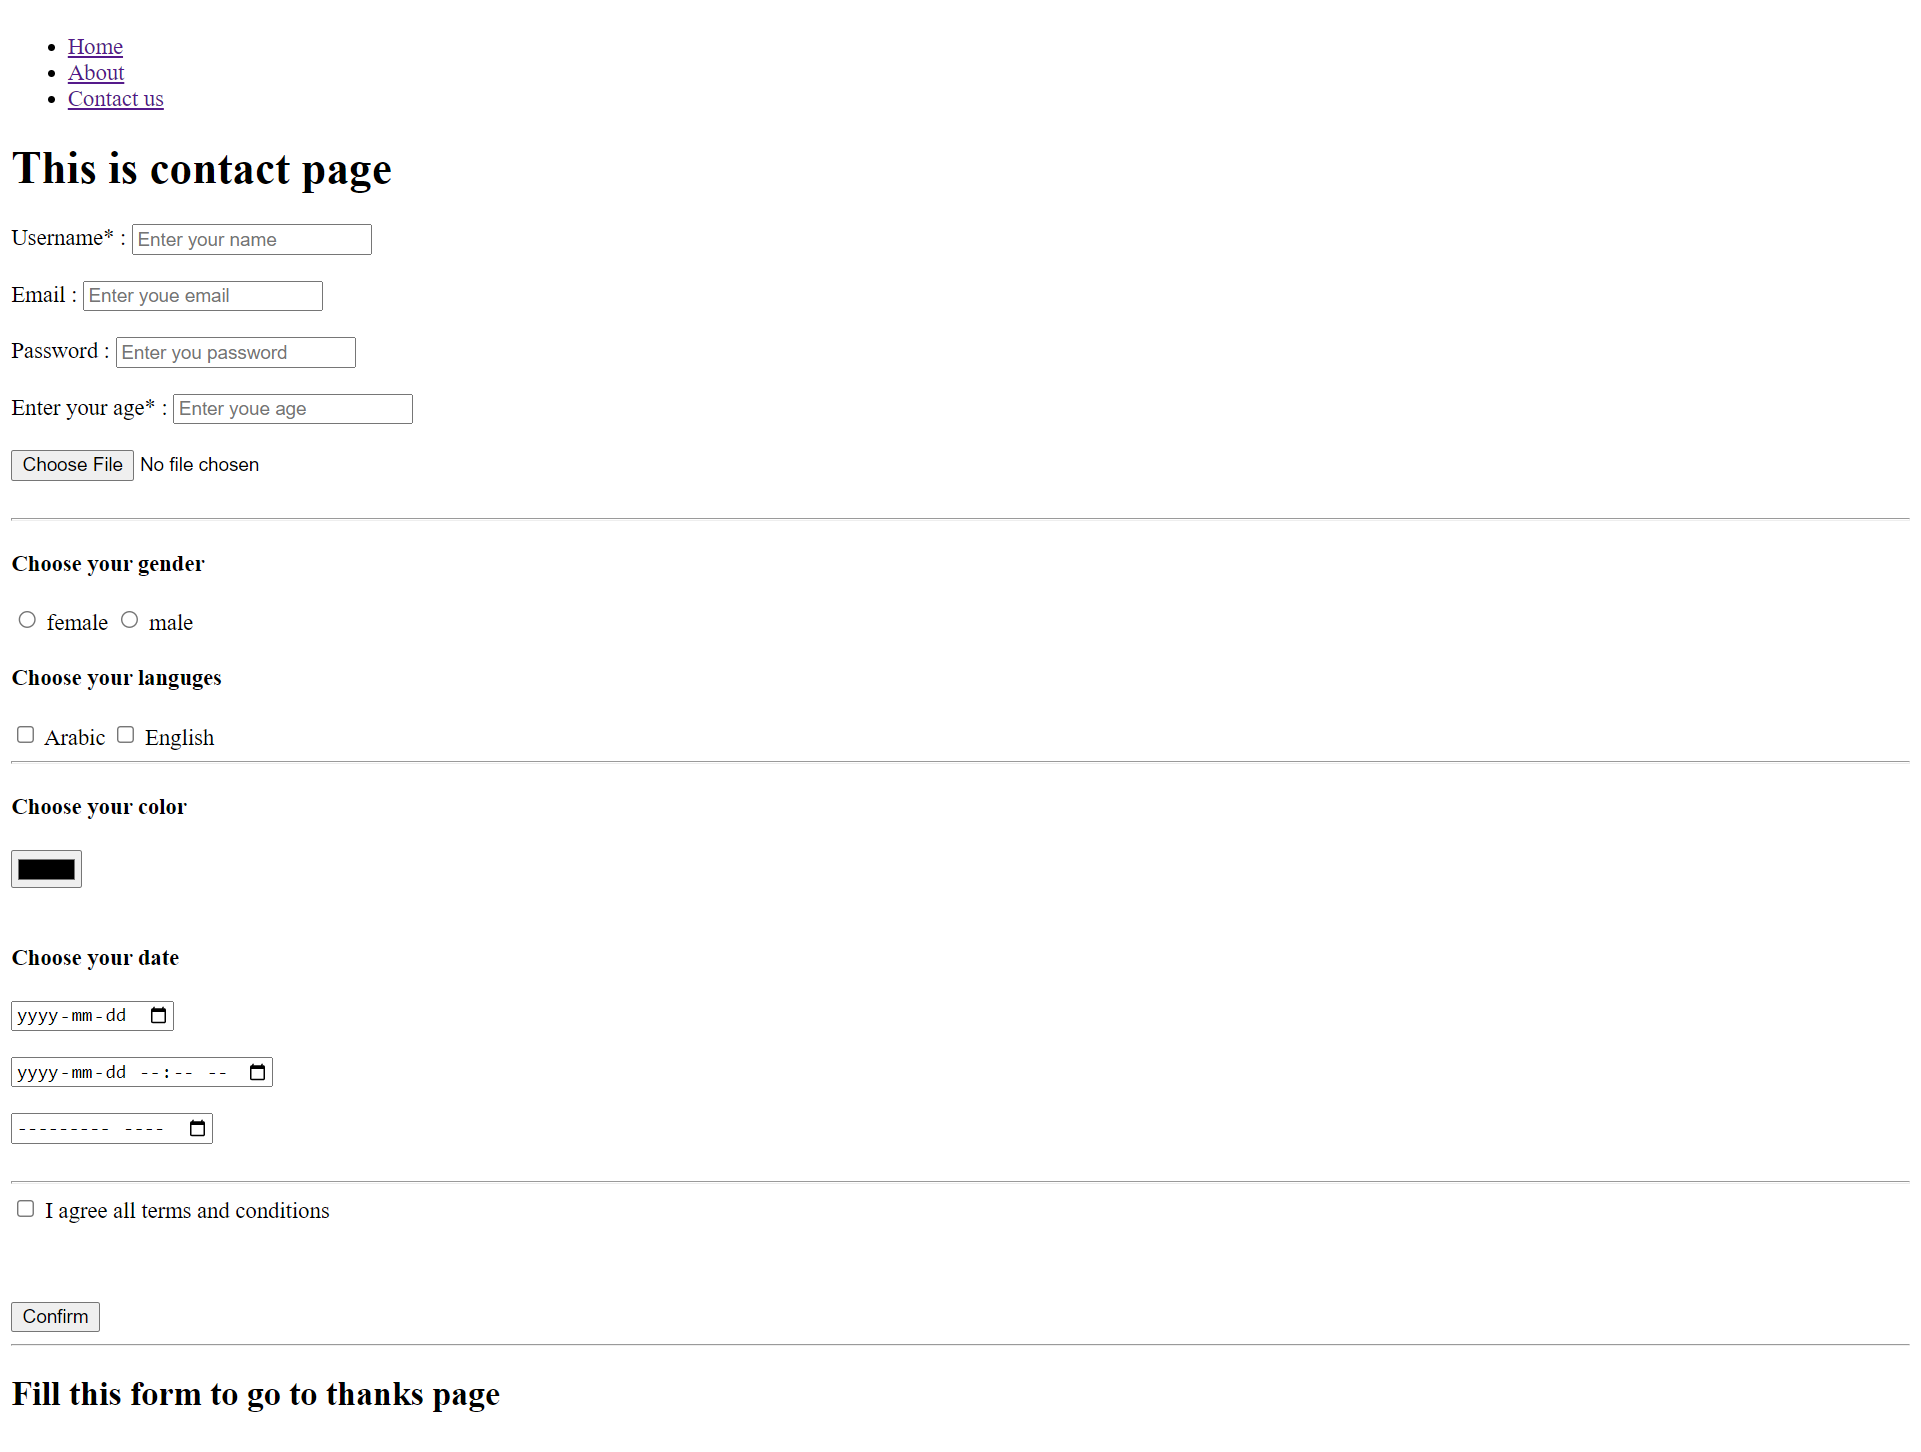 Home
About
Contact us
This is contact page
Username* : Enter your name
Email : Enter youe email
Password : Enter you password
Enter your age* : Enter youe age
Choose File No file chosen
Choose your gender
female male
Choose your languges
Arabic English
Choose your color
Choose your date
yyyy-mm-dd
yyyy-mm-dd --:-- --
--------- ----
I agree all terms and conditions
Confirm
Fill this form to go to thanks page